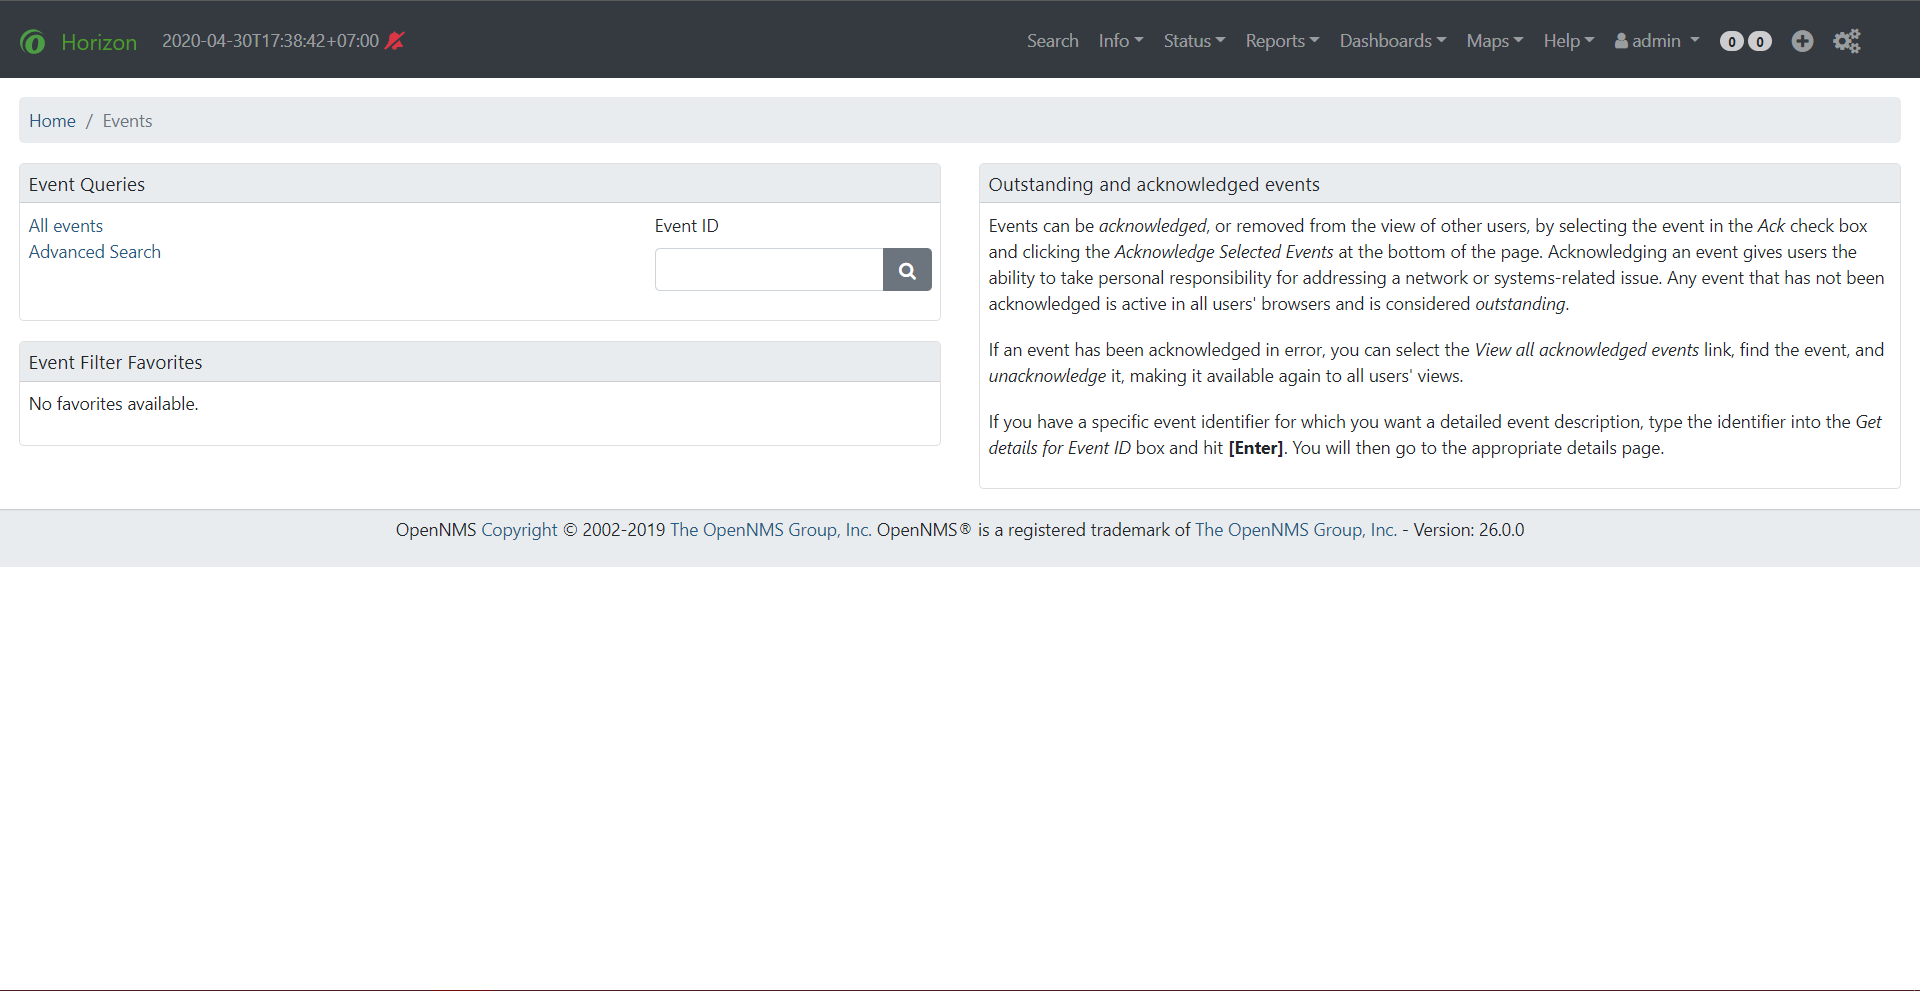 Horizon 2020-04-30T17:38:42+07:00 Search Info Status Reports Dashboards Maps Help admin 0 0
Home / Events
Event Queries
All events
Advanced Search
Event ID
Event Filter Favorites
No favorites available.
Outstanding and acknowledged events
Events can be acknowledged, or removed from the view of other users, by selecting the event in the Ack check box
and clicking the Acknowledge Selected Events at the bottom of the page. Acknowledging an event gives users the
ability to take personal responsibility for addressing a network or systems-related issue. Any event that has not been
acknowledged is active in all users' browsers and is considered outstanding.
If an event has been acknowledged in error, you can select the View all acknowledged events link, find the event, and
unacknowledge it, making it available again to all users' views.
If you have a specific event identifier for which you want a detailed event description, type the identifier into the Get
details for Event ID box and hit [Enter]. You will then go to the appropriate details page.
OpenNMS Copyright © 2002-2019 The OpenNMS Group, Inc. OpenNMS® is a registered trademark of The OpenNMS Group, Inc. - Version: 26.0.0